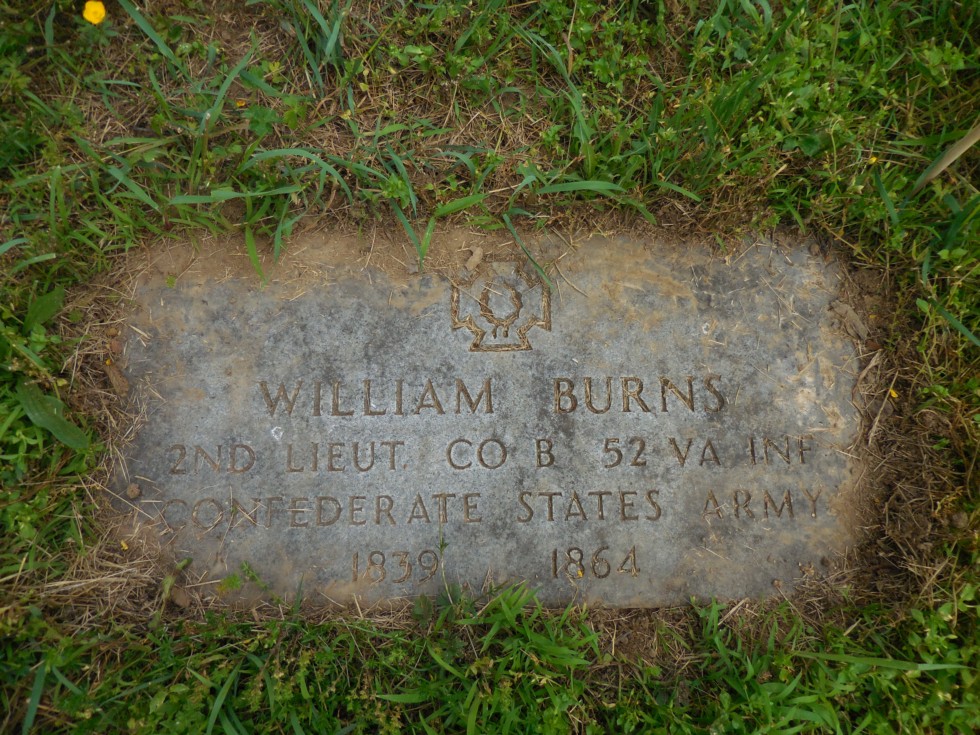 WILLIAM BURNS
2ND LIEUT. CO B 52 VA INF
CONFEDERATE STATES ARMY
1839 1864